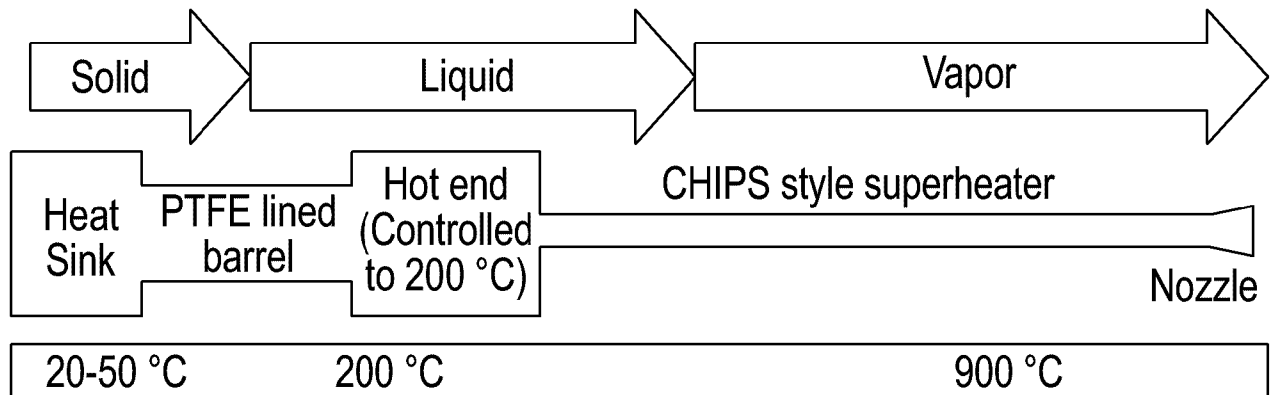 Solid
Liquid
Vapor
Heat
Sink
PTFE lined
barrel
Hot end
(Controlled
to 200 °C)
CHIPS style superheater
Nozzle
20-50 °C
200 °C
900 °C